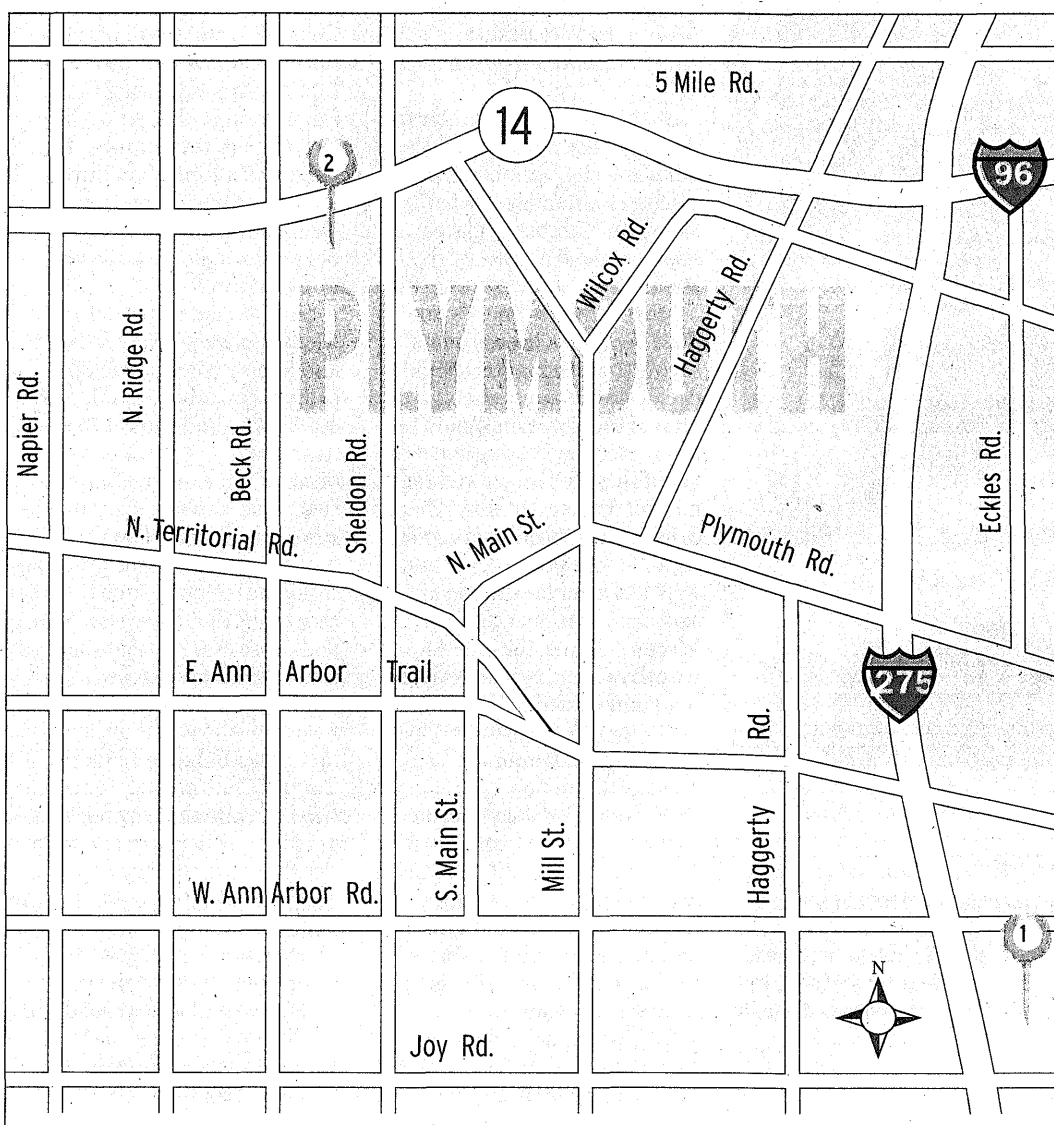 5 Mile Rd.
14
2
96
Wilcox Rd.
Haggerty Rd.
PLYMOUTH
N. Ridge Rd.
Napier Rd.
Beck Rd.
Sheldon Rd.
Eckles Rd.
N. Territorial Rd.
N. Main St.
Plymouth Rd.
E. Ann Arbor Trail
275
Haggerty Rd.
S. Main St.
Mill St.
W. Ann Arbor Rd.
1
N
Joy Rd.